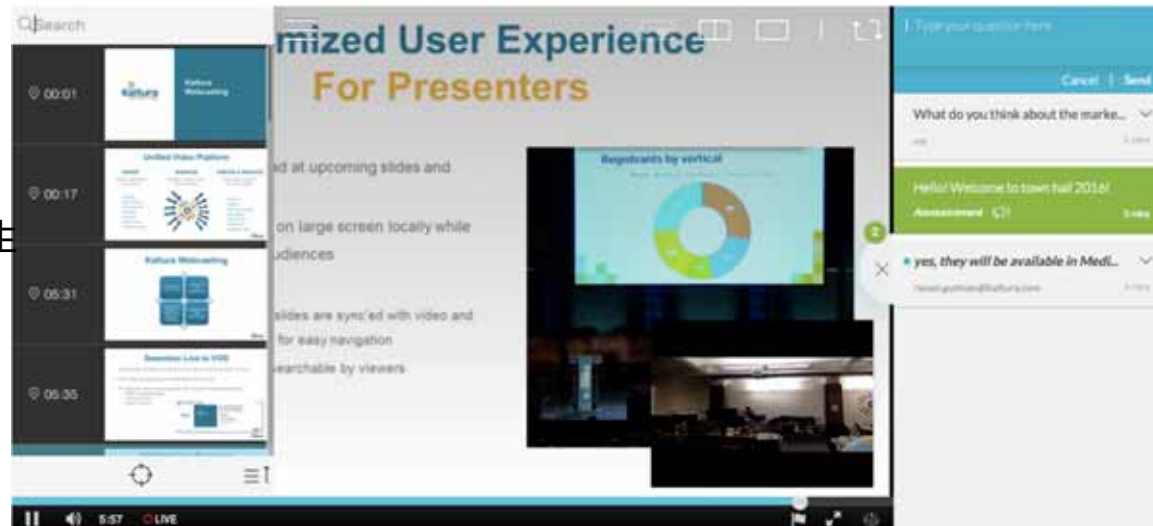 Search
00:01
Kaltura
Kaltura
Webcasting
00:17
Unified Video Platform
05:31
Kaltura Webcasting
05:35
Seamless Live to VOD
mized User Experience
For Presenters
d at upcoming slides and
on large screen locally while
udiences
slides are sync'ed with video and
for easy navigation
searchable by viewers
Registrants by vertical
5:57 LIVE
Type your question here
Cancel | Send
What do you think about the marke...
me
Hello! Welcome to town hall 2016!
Announcement
2
yes, they will be available in Medi...